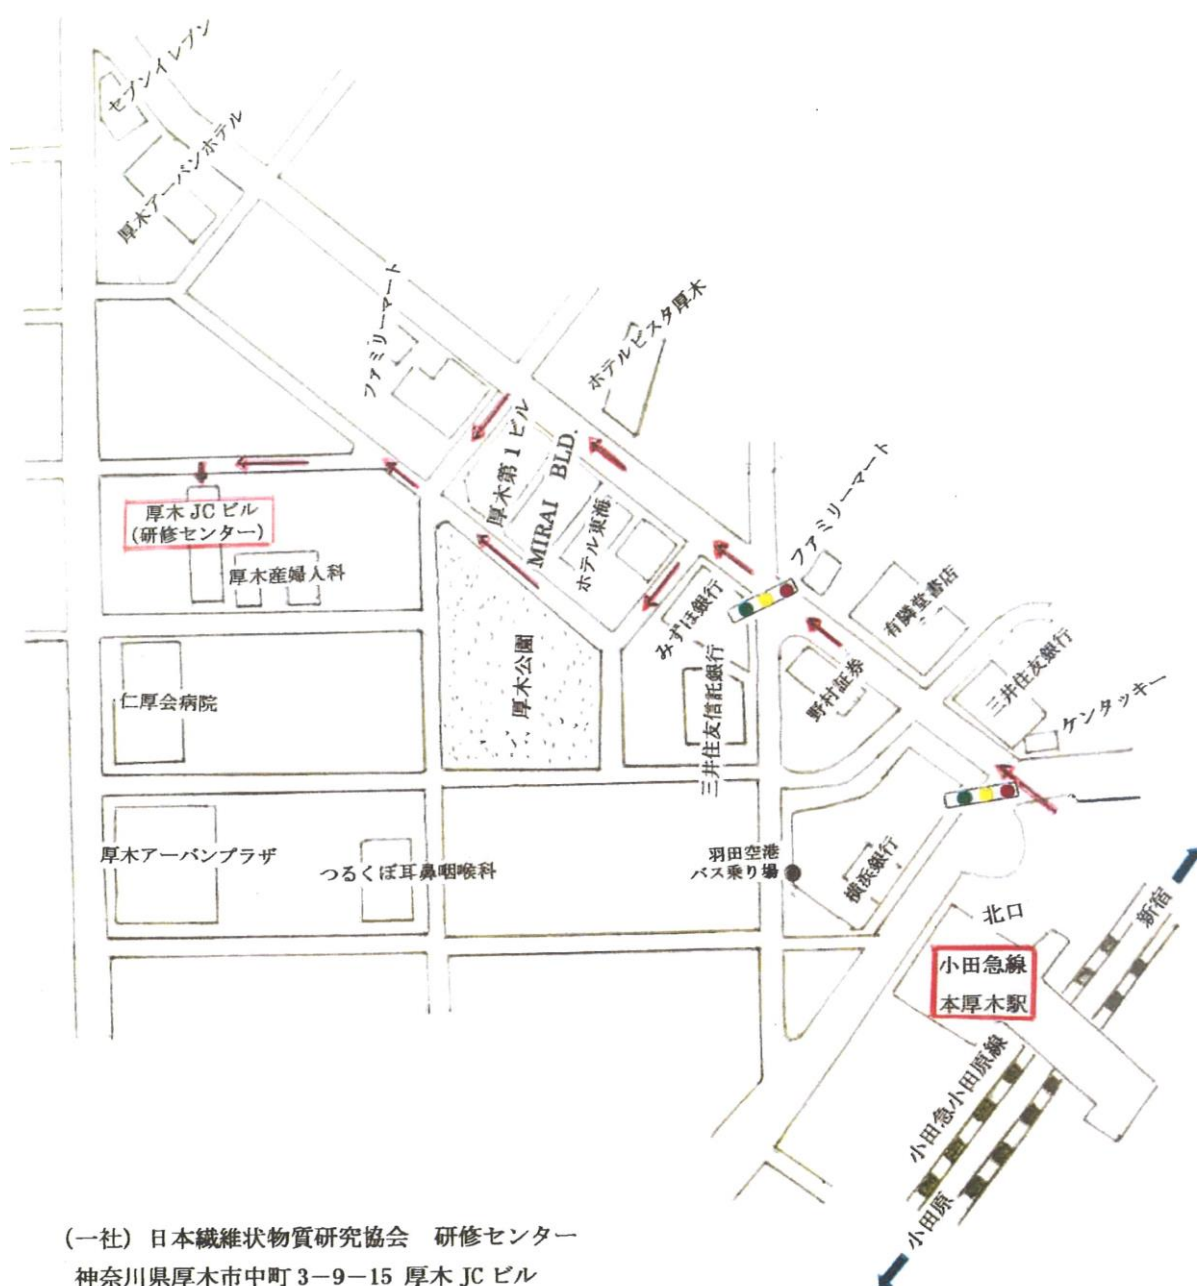 セブンイレブン
厚木アーバンホテル
ファミリーマート
ホテルビスタ厚木
厚木第1ビル
MIRAI BLD.
ホテル東海
ファミリーマート
厚木 JC ビル
(研修センター)
厚木産婦人科
みずほ銀行
有隣堂書店
厚木公園
三井住友信託銀行
野村証券
三井住友銀行
ケンタッキー
仁厚会病院
厚木アーバンプラザ
つるくぼ耳鼻咽喉科
羽田空港
バス乗り場
横浜銀行
北口
新宿
小田急線
本厚木駅
小田急小田原線
小田原
(一社) 日本繊維状物質研究協会 研修センター
神奈川県厚木市中町 3-9-15 厚木 JC ビル